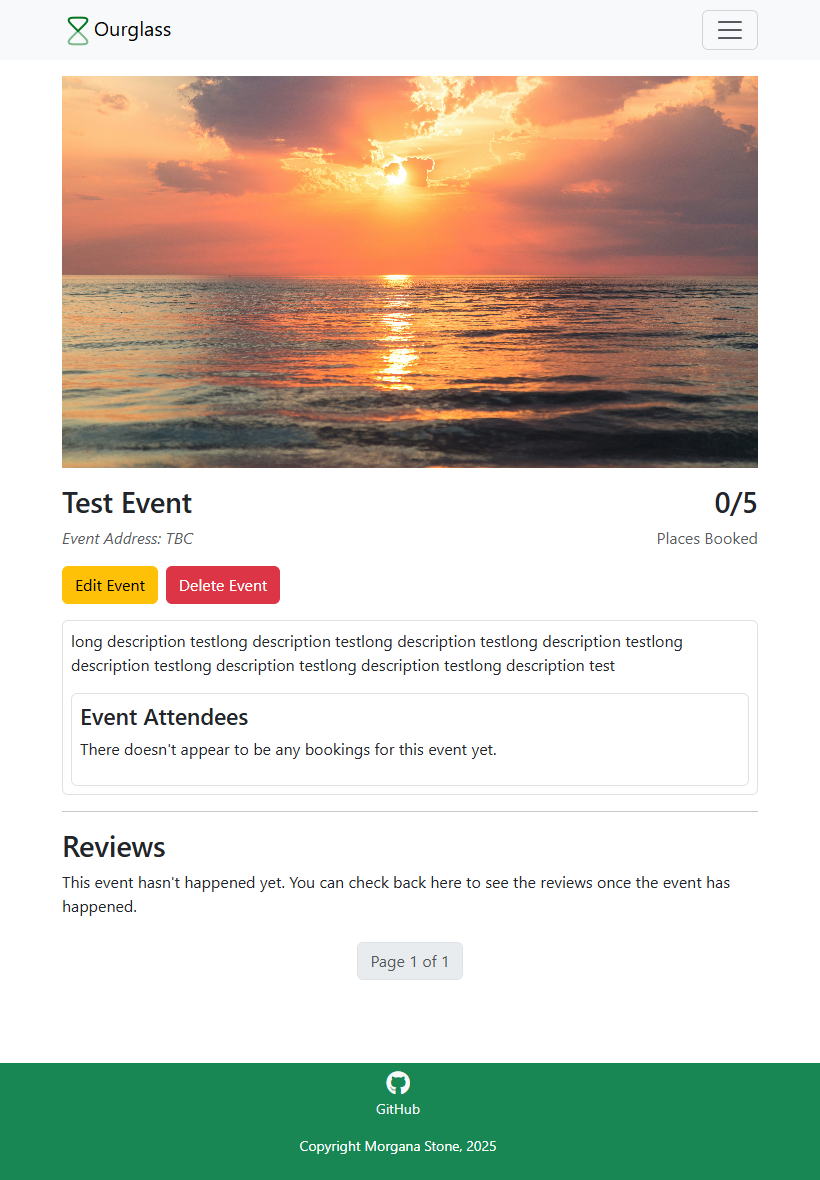 Ourglass
Test Event
0/5
Event Address: TBC
Places Booked
Edit Event
Delete Event
long description testlong description testlong description testlong description testlong
description testlong description testlong description testlong description test
Event Attendees
There doesn't appear to be any bookings for this event yet.
Reviews
This event hasn't happened yet. You can check back here to see the reviews once the event has
happened.
Page 1 of 1
GitHub
Copyright Morgana Stone, 2025